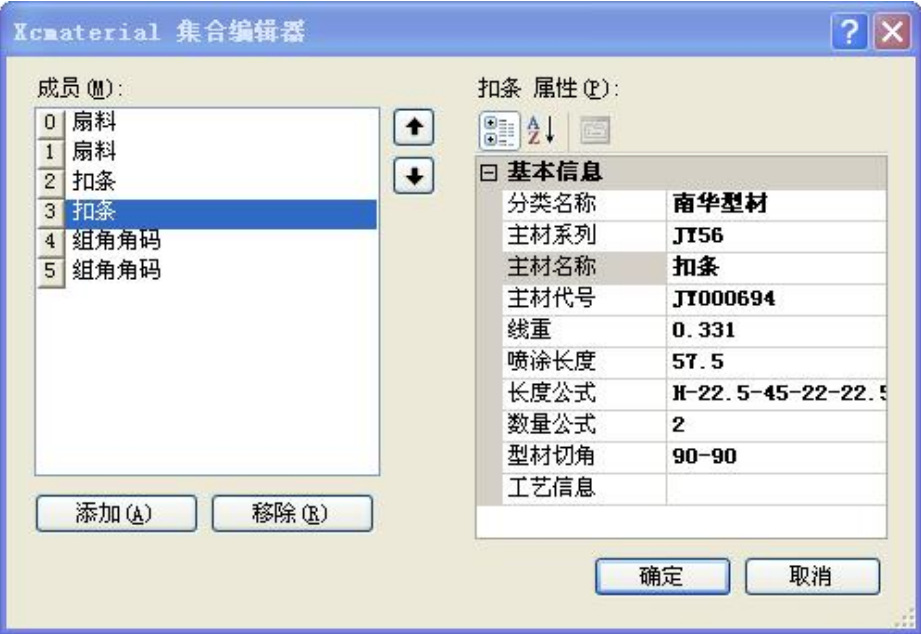 Xcmaterial 集合编辑器
成员(M):
0 扇料
1 扇料
2 扣条
3 扣条
4 组角角码
5 组角角码
添加(A) 移除(R)
扣条 属性(P):
基本信息
分类名称 南华型材
主材系列 JY56
主材名称 扣条
主材代号 JY000694
线重 0.331
喷涂长度 57.5
长度公式 H-22.5-45-22-22.5
数量公式 2
型材切角 90-90
工艺信息
确定 取消